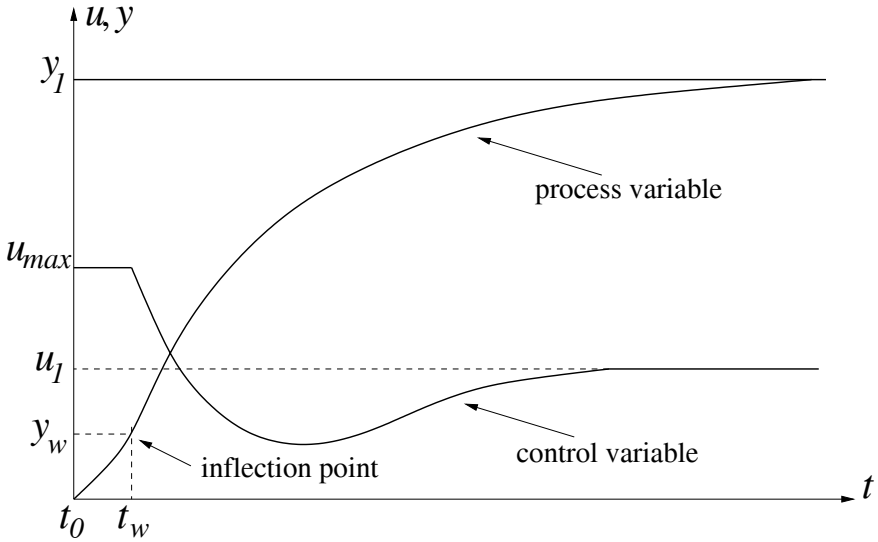 u, y
y1
process variable
umax
u1
yw
inflection point
control variable
t
t0
tw